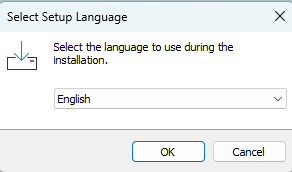 Select Setup Language
Select the language to use during the
installation.
English
OK
Cancel